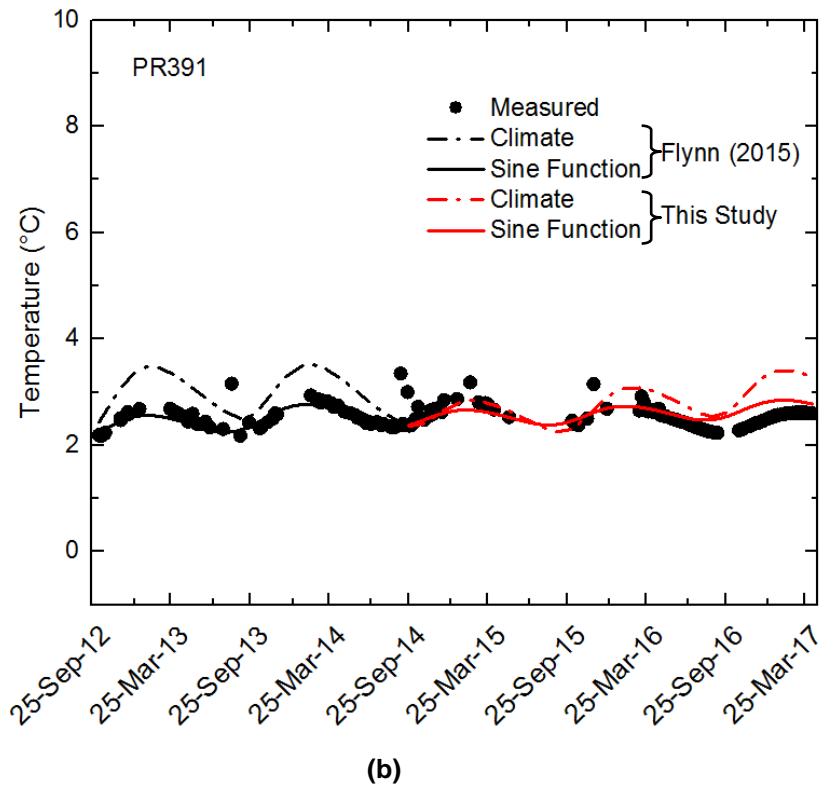 10
8
6
4
2
0
Temperature (°C)
PR391
Measured
Climate
Sine Function
Flynn (2015)
Climate
Sine Function
This Study
25-Sep-12
25-Mar-13
25-Sep-13
25-Mar-14
25-Sep-14
25-Mar-15
25-Sep-15
25-Mar-16
25-Sep-16
25-Mar-17
(b)